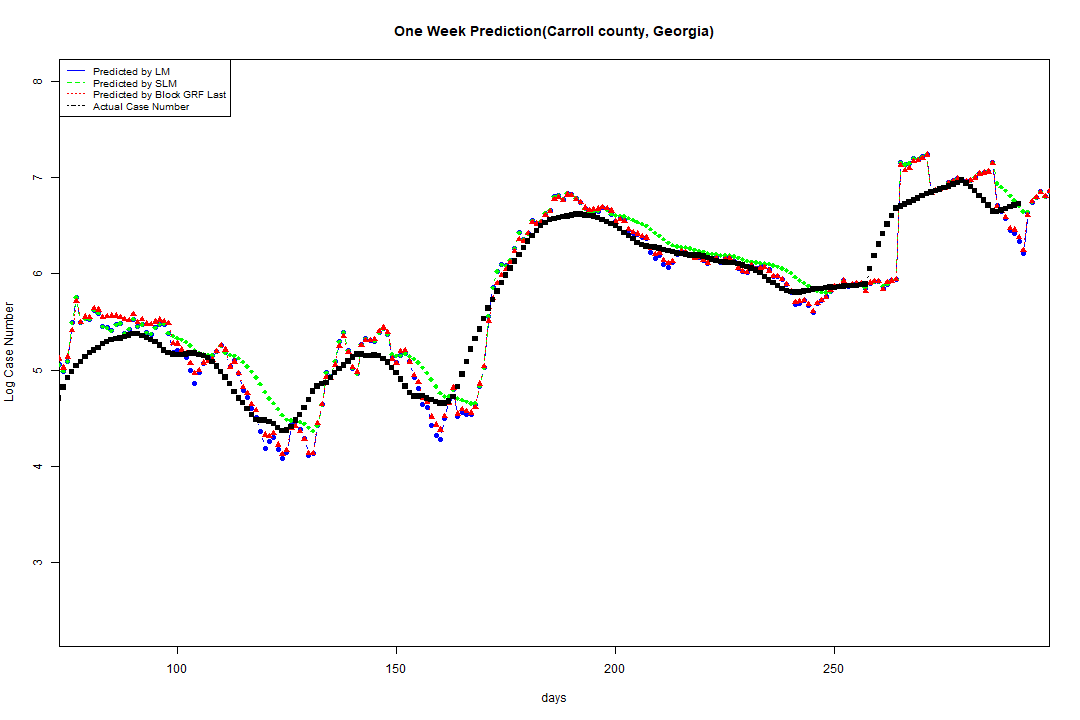 One Week Prediction(Carroll county, Georgia)
Predicted by LM
Predicted by SLM
Predicted by Block GRF Last
Actual Case Number
8
7
6
5
4
3
Log Case Number
100
150
200
250
days